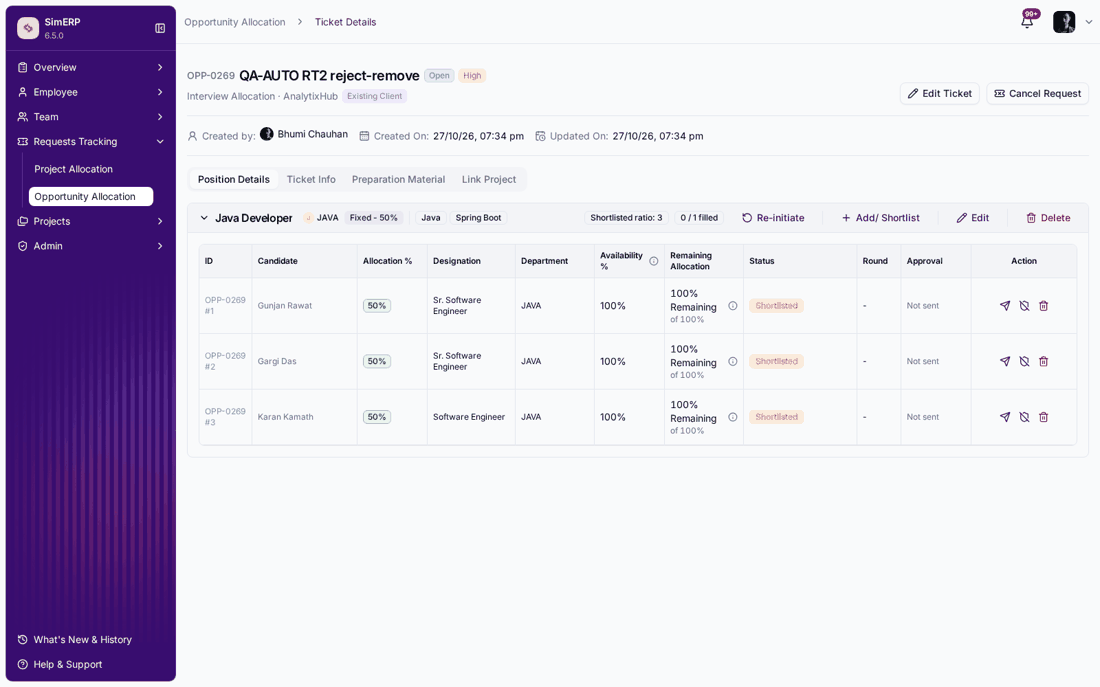 SimERP
6.5.0
Overview
Employee
Team
Requests Tracking
Project Allocation
Opportunity Allocation
Projects
Admin
What's New & History
Help & Support
Opportunity Allocation > Ticket Details
99+
OPP-0269 QA-AUTO RT2 reject-remove Open High
Interview Allocation · AnalytixHub Existing Client
Edit Ticket Cancel Request
Created by: Bhumi Chauhan Created On: 27/10/26, 07:34 pm Updated On: 27/10/26, 07:34 pm
Position Details Ticket Info Preparation Material Link Project
Java Developer J JAVA Fixed - 50% Java Spring Boot Shortlisted ratio: 3 0 / 1 filled Re-initiate Add/ Shortlist Edit Delete
ID Candidate Allocation % Designation Department Availability % Remaining Allocation Status Round Approval Action
OPP-0269 #1 Gunjan Rawat 50% Sr. Software Engineer JAVA 100% 100% Remaining of 100% Shortlisted - Not sent
OPP-0269 #2 Gargi Das 50% Sr. Software Engineer JAVA 100% 100% Remaining of 100% Shortlisted - Not sent
OPP-0269 #3 Karan Kamath 50% Software Engineer JAVA 100% 100% Remaining of 100% Shortlisted - Not sent